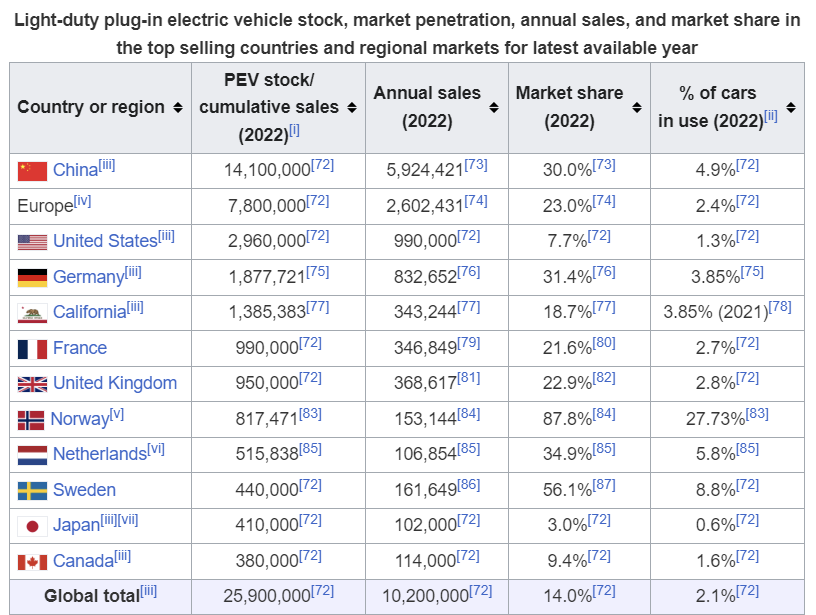 Light-duty plug-in electric vehicle stock, market penetration, annual sales, and market share in
the top selling countries and regional markets for latest available year
Country or region PEV stock/ cumulative sales (2022)[i] Annual sales (2022) Market share (2022) % of cars in use (2022)[ii]
China[iii] 14,100,000[72] 5,924,421[73] 30.0%[73] 4.9%[72]
Europe[iv] 7,800,000[72] 2,602,431[74] 23.0%[74] 2.4%[72]
United States[iii] 2,960,000[72] 990,000[72] 7.7%[72] 1.3%[72]
Germany[iii] 1,877,721[75] 832,652[76] 31.4%[76] 3.85%[75]
California[iii] 1,385,383[77] 343,244[77] 18.7%[77] 3.85% (2021)[78]
France 990,000[72] 346,849[79] 21.6%[80] 2.7%[72]
United Kingdom 950,000[72] 368,617[81] 22.9%[82] 2.8%[72]
Norway[v] 817,471[83] 153,144[84] 87.8%[84] 27.73%[83]
Netherlands[vi] 515,838[85] 106,854[85] 34.9%[85] 5.8%[85]
Sweden 440,000[72] 161,649[86] 56.1%[87] 8.8%[72]
Japan[iii][vii] 410,000[72] 102,000[72] 3.0%[72] 0.6%[72]
Canada[iii] 380,000[72] 114,000[72] 9.4%[72] 1.6%[72]
Global total[iii] 25,900,000[72] 10,200,000[72] 14.0%[72] 2.1%[72]